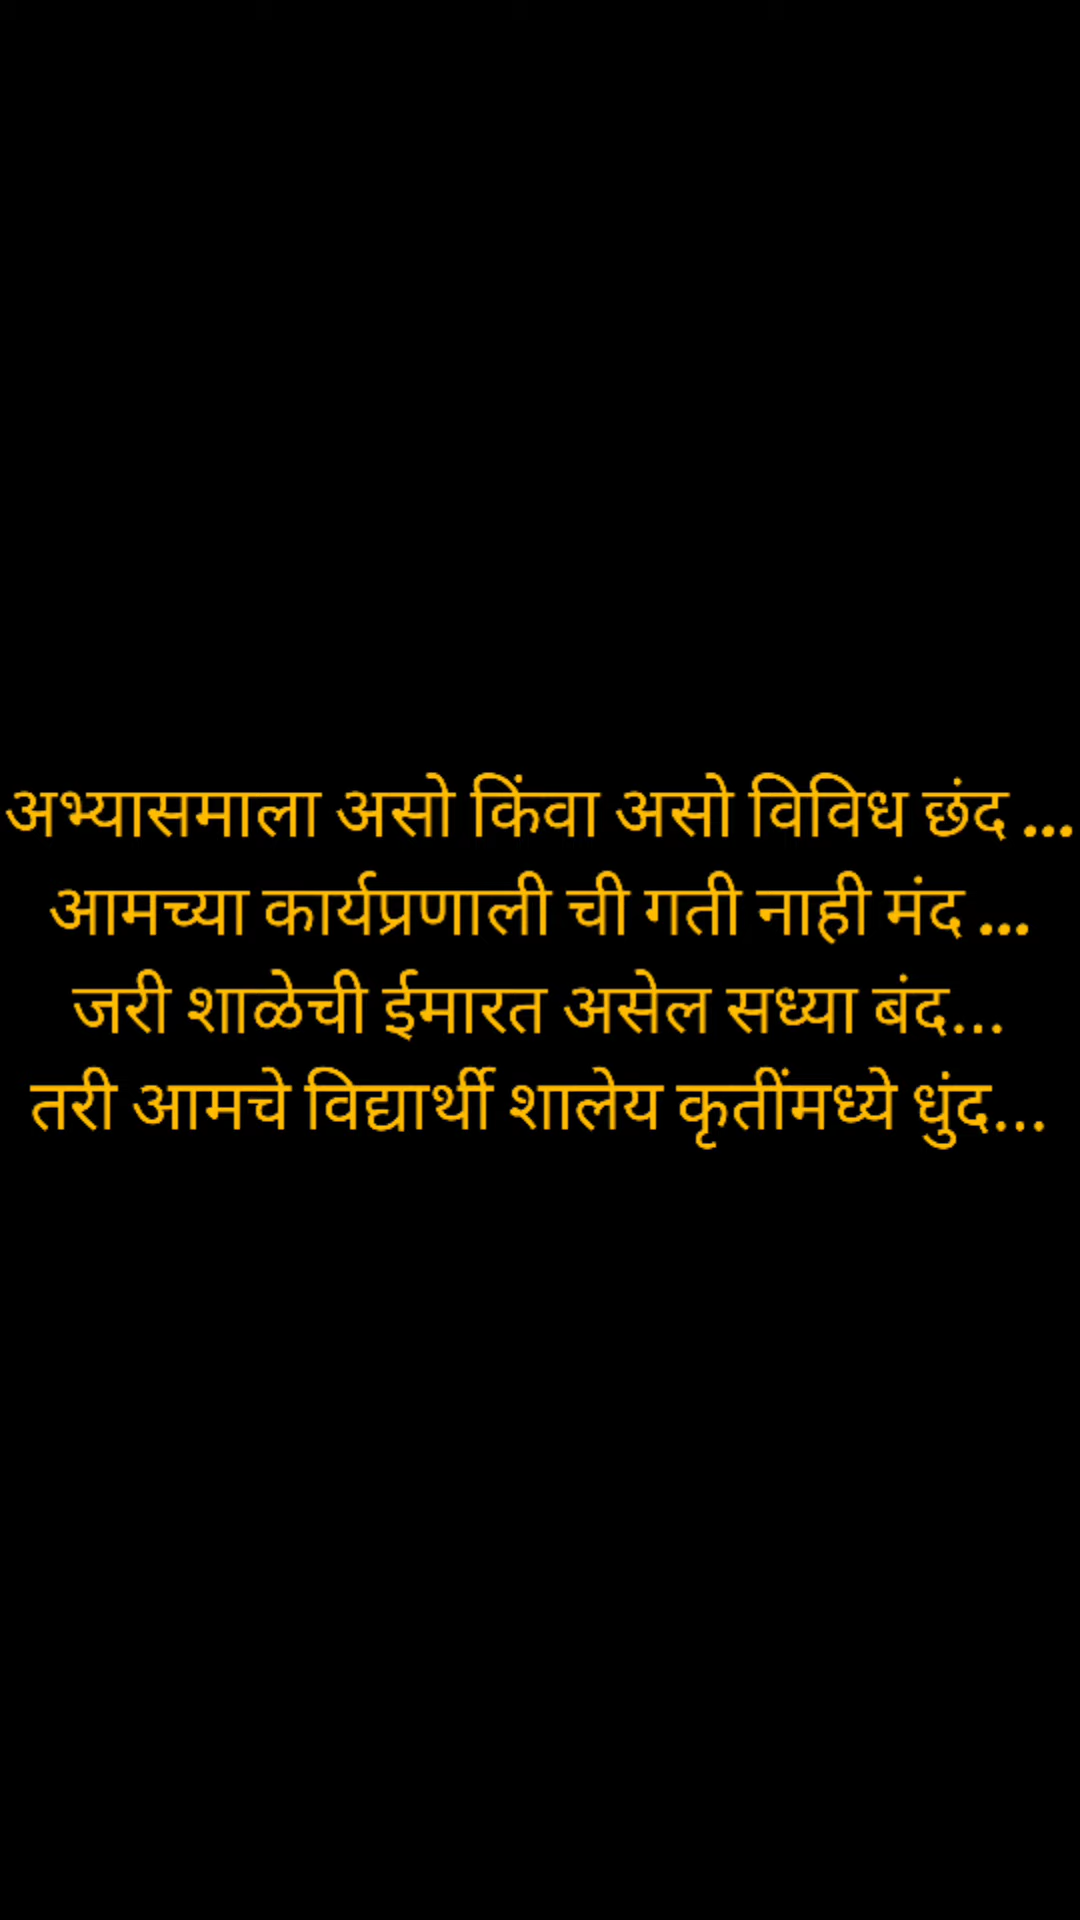 अभ्यासमाला असो किंवा असो विविध छंद ...
आमच्या कार्यप्रणाली ची गती नाही मंद ...
जरी शाळेची ईमारत असेल सध्या बंद...
तरी आमचे विद्यार्थी शालेय कृतींमध्ये धुंद...